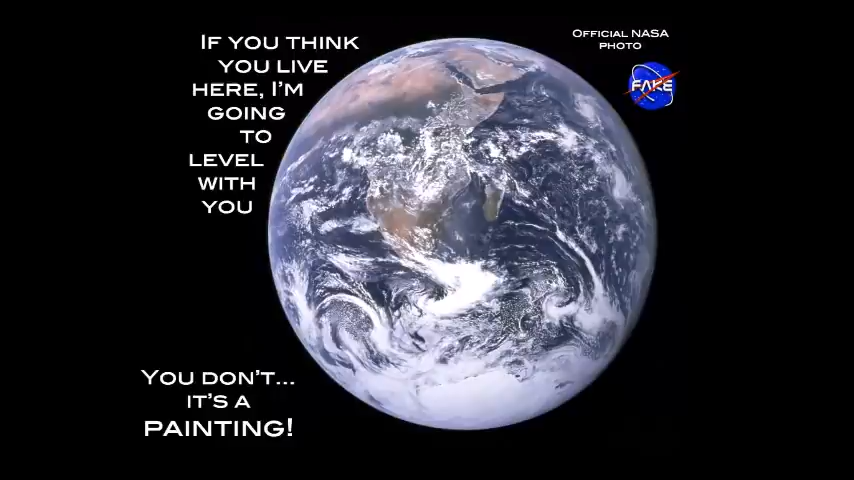 IF YOU THINK
YOU LIVE
HERE, I'M
GOING
TO
LEVEL
WITH
YOU
OFFICIAL NASA
PHOTO
FAKE
YOU DON'T...
IT'S A
PAINTING!